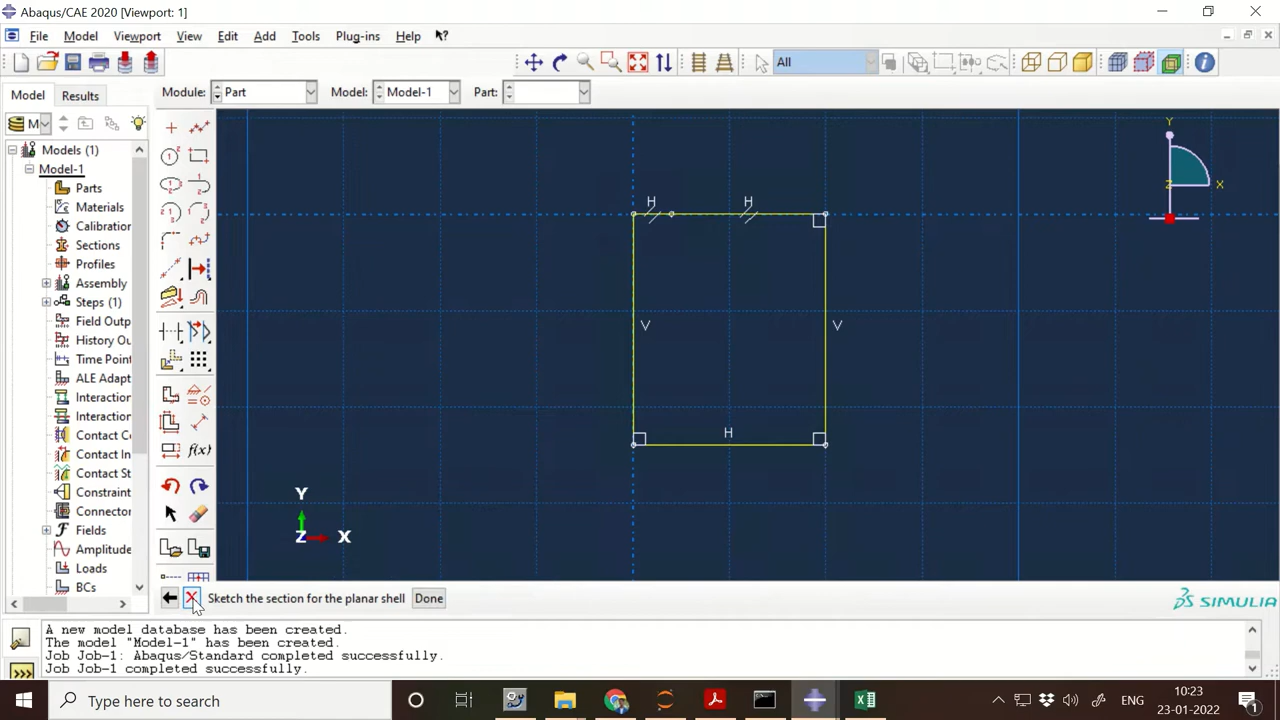 Abaqus/CAE 2020 [Viewport: 1]
File Model Viewport View Edit Add Tools Plug-ins Help
All
Model Results Module: Part Model: Model-1 Part:
M
Models (1)
Model-1
Parts
Materials
Calibration
Sections
Profiles
Assembly
Steps (1)
Field Outp
History Ou
Time Point
ALE Adapt
Interaction
Interaction
Contact Co
Contact In
Contact St
Constraint
Connector
Fields
Amplitude
Loads
BCs
f(x)
H H
V V
H
Y
Z X
Y
Z X
Sketch the section for the planar shell Done
SIMULIA
A new model database has been created.
The model "Model-1" has been created.
Job Job-1: Abaqus/Standard completed successfully.
Job Job-1 completed successfully.
>>>
Type here to search
ENG
10:23
23-01-2022
1